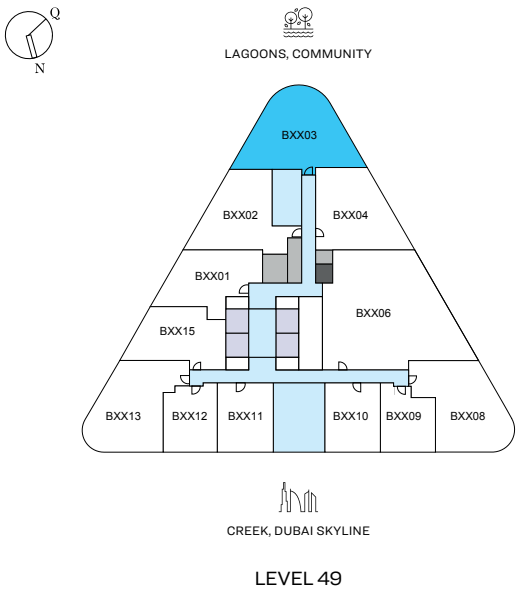 Q
N
LAGOONS, COMMUNITY
BXX03
BXX02
BXX04
BXX01
BXX06
BXX15
BXX13
BXX12
BXX11
BXX10
BXX09
BXX08
CREEK, DUBAI SKYLINE
LEVEL 49